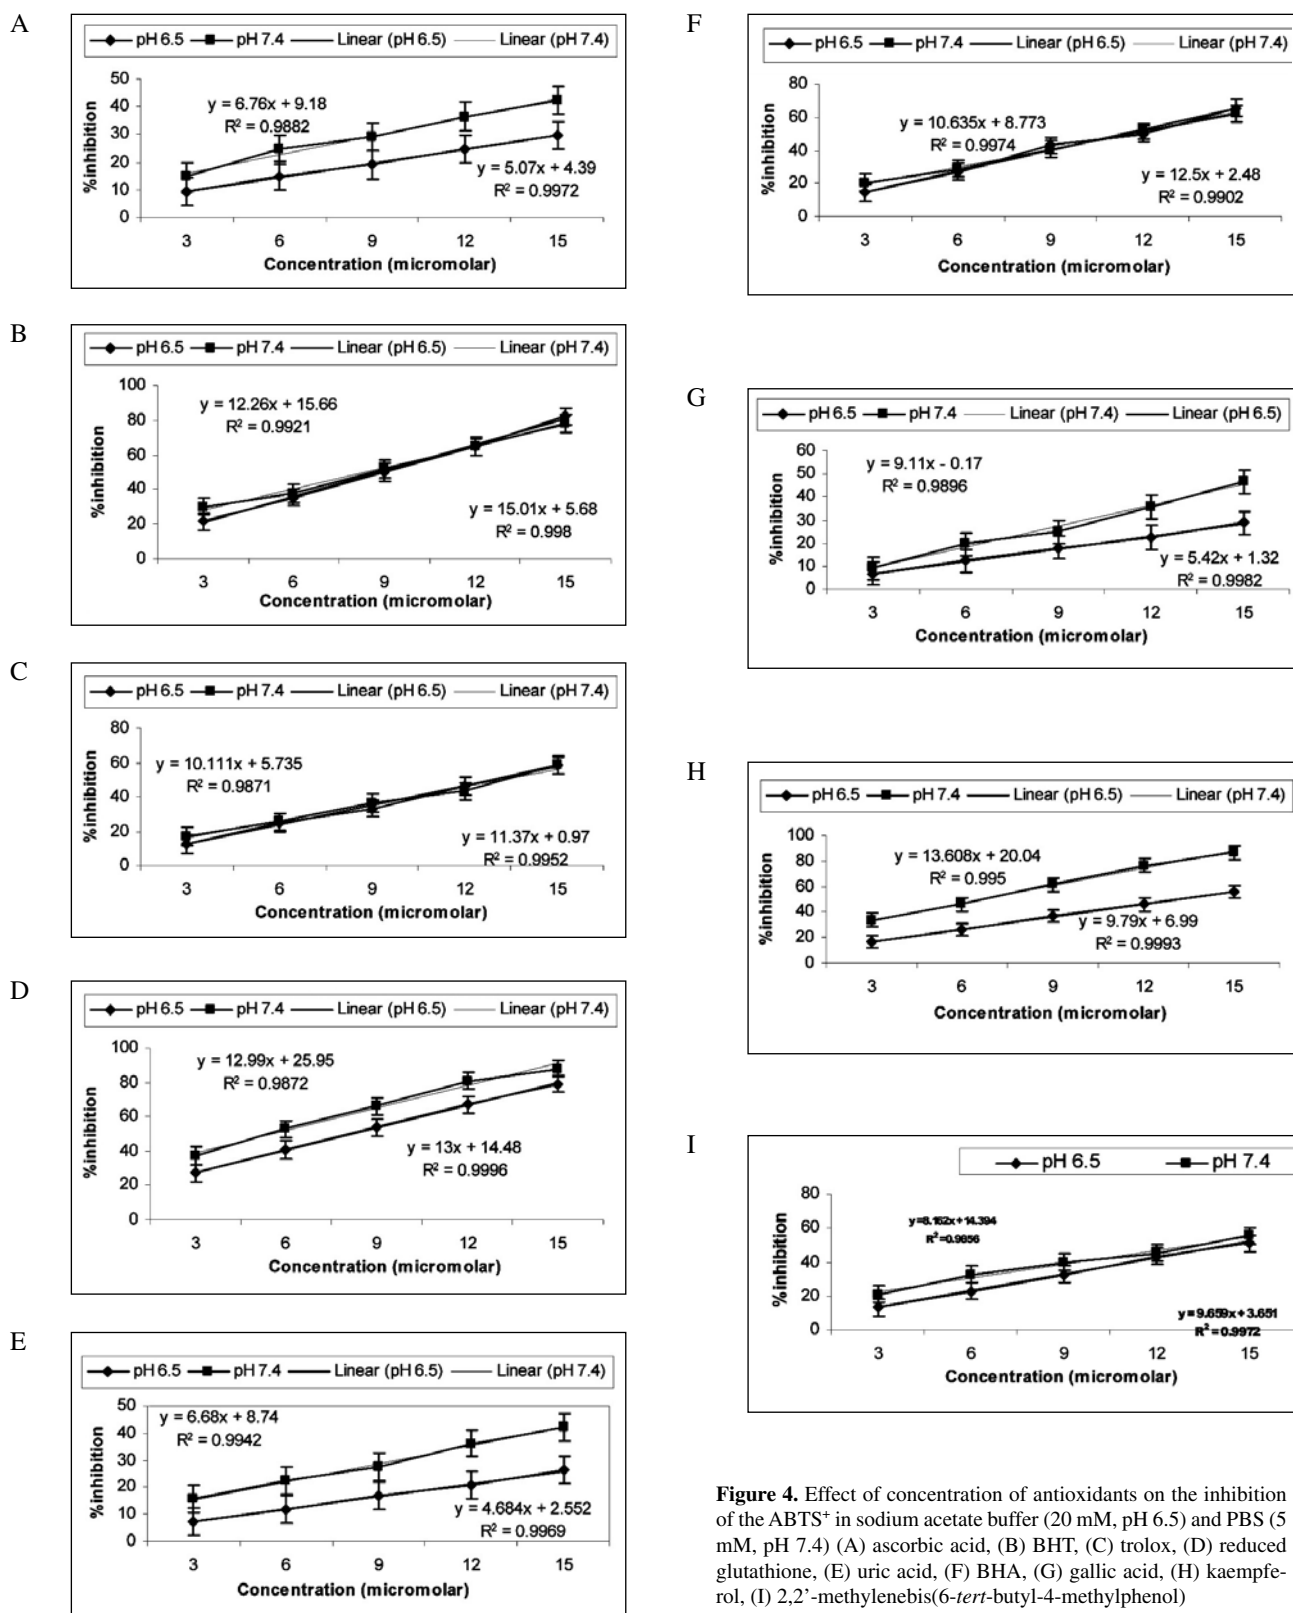 A
pH 6.5 pH 7.4 Linear (pH 6.5) Linear (pH 7.4)
50
40
30
20
10
0
%inhibition
y = 6.76x + 9.18
R² = 0.9882
5.07x + 4.39
R² = 0.9972
3 6 9 12 15
Concentration (micromolar)
B
pH 6.5 pH 7.4 Linear (pH 6.5) Linear (pH 7.4)
100
80
60
40
20
0
%inhibition
y = 12.26x + 15.66
R² = 0.9921
y = 15.01x + 5.68
R² = 0.998
3 6 9 12 15
Concentration (micromolar)
C
pH 6.5 pH 7.4 Linear (pH 6.5) Linear (pH 7.4)
80
60
40
20
0
%inhibition
y = 10.111x + 5.735
R² = 0.9871
y = 11.37x + 0.97
R² = 0.9952
3 6 9 12 15
Concentration (micromolar)
D
pH 6.5 pH 7.4 Linear (pH 6.5) Linear (pH 7.4)
100
80
60
40
20
0
%inhibition
y = 12.99x + 25.95
R² = 0.9872
y = 13x + 14.48
R² = 0.9996
3 6 9 12 15
Concentration (micromolar)
E
pH 6.5 pH 7.4 Linear (pH 6.5) Linear (pH 7.4)
50
40
30
20
10
0
%inhibition
y = 6.68x + 8.74
R² = 0.9942
y = 4.684x + 2.552
R² = 0.9969
3 6 9 12 15
Concentration (micromolar)
F
pH 6.5 pH 7.4 Linear (pH 6.5) Linear (pH 7.4)
80
60
40
20
0
%inhibition
10.635x + 8.773
R² = 0.9974
y = 12.5x + 2.48
R² = 0.9902
3 6 9 12 15
Concentration (micromolar)
G
pH 6.5 pH 7.4 Linear (pH 7.4) Linear (pH 6.5)
60
50
40
30
20
10
0
%inhibition
y = 9.11x - 0.17
R² = 0.9896
y = 5.42x + 1.32
R² = 0.9982
3 6 9 12 15
Concentration (micromolar)
H
pH 6.5 pH 7.4 Linear (pH 6.5) Linear (pH 7.4)
100
80
60
40
20
0
%inhibition
y = 13.608x + 20.04
R² = 0.995
y = 9.79x + 6.99
R² = 0.9993
3 6 9 12 15
Concentration (micromolar)
I
pH 6.5 pH 7.4
80
60
40
20
0
%inhibition
y=8.162x+14.394
R²=0.9856
y=9.659x+3.651
R²=0.9972
3 6 9 12 15
Concentration (micromolar)
Figure 4. Effect of concentration of antioxidants on the inhibition
of the ABTS⁺ in sodium acetate buffer (20 mM, pH 6.5) and PBS (5
mM, pH 7.4) (A) ascorbic acid, (B) BHT, (C) trolox, (D) reduced
glutathione, (E) uric acid, (F) BHA, (G) gallic acid, (H) kaempfe-
rol, (I) 2,2’-methylenebis(6-tert-butyl-4-methylphenol)